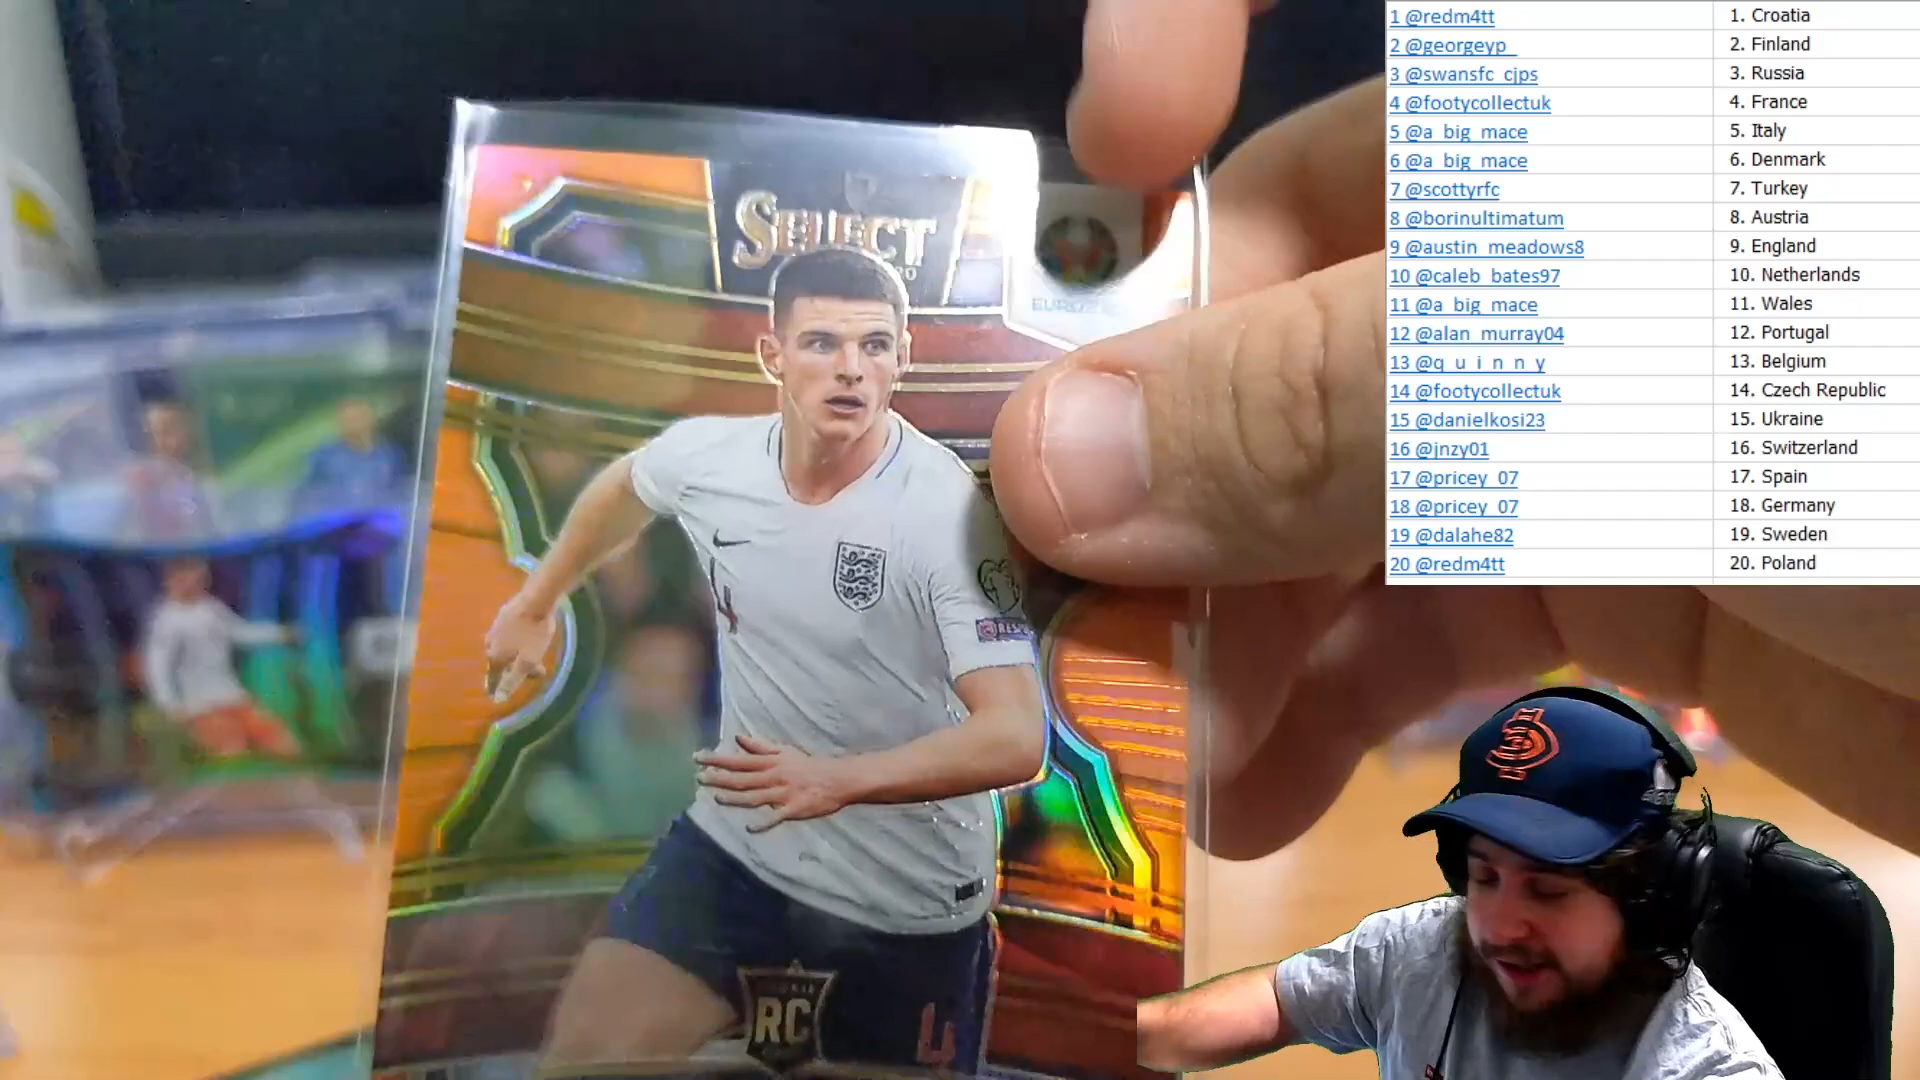 1 @redm4tt 1. Croatia
2 @georgeyp_ 2. Finland
3 @swansfc_cjps 3. Russia
4 @footycollectuk 4. France
5 @a_big_mace 5. Italy
6 @a_big_mace 6. Denmark
7 @scottyrfc 7. Turkey
8 @borinultimatum 8. Austria
9 @austin_meadows8 9. England
10 @caleb_bates97 10. Netherlands
11 @a_big_mace 11. Wales
12 @alan_murray04 12. Portugal
13 @q_u_i_n_n_y 13. Belgium
14 @footycollectuk 14. Czech Republic
15 @danielkosi23 15. Ukraine
16 @jnzy01 16. Switzerland
17 @pricey_07 17. Spain
18 @pricey_07 18. Germany
19 @dalahe82 19. Sweden
20 @redm4tt 20. Poland
SELECT
4
RC
4